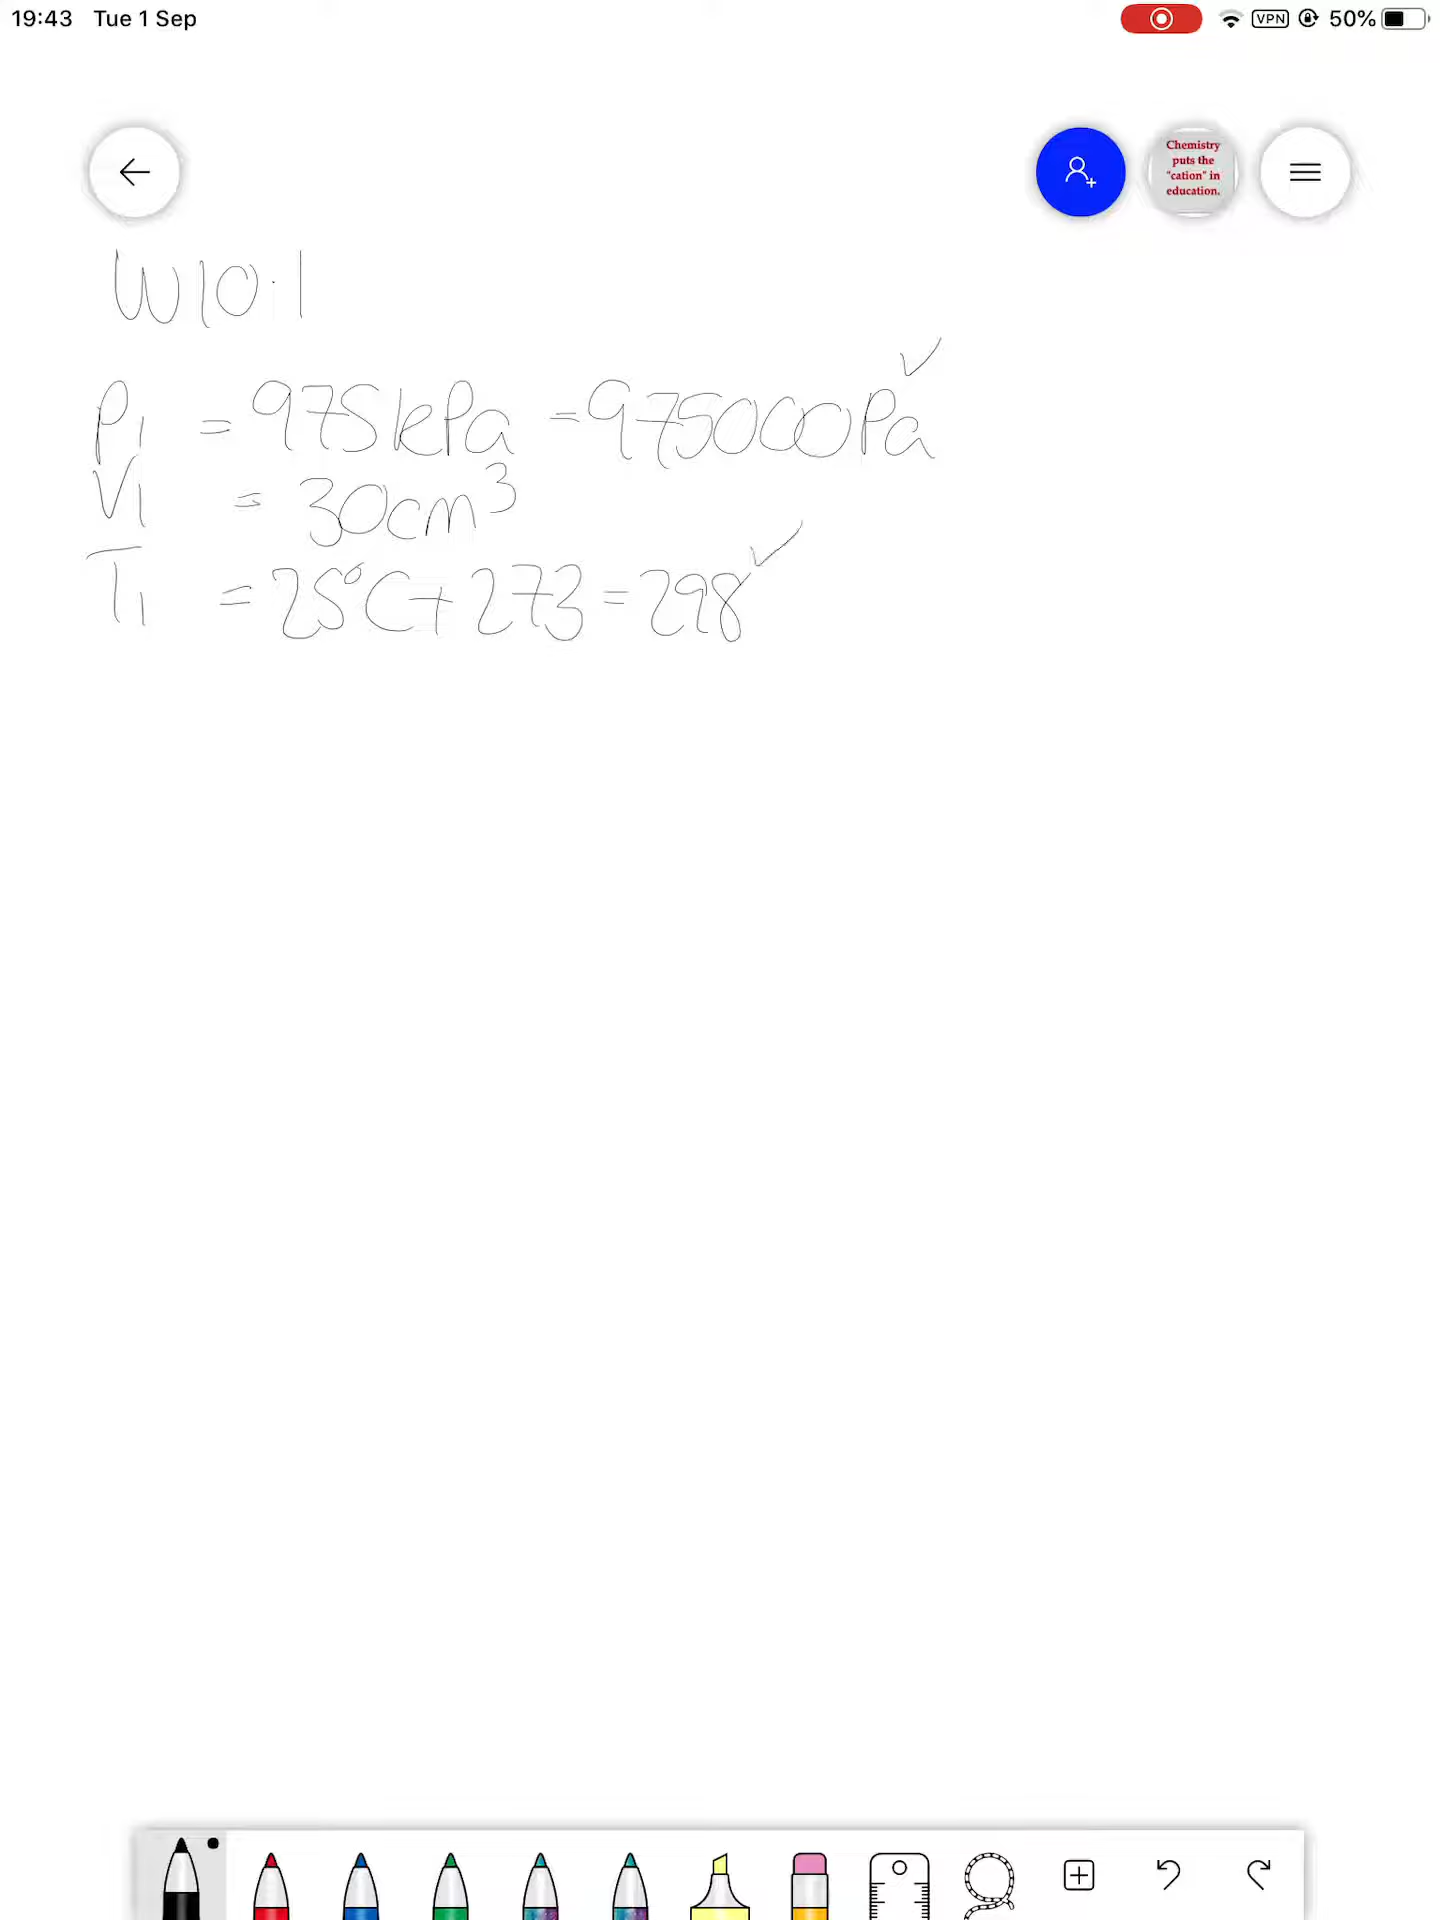 19:43 Tue 1 Sep
VPN 50%
Chemistry
puts the
"cation" in
education.
W10.1
P1 = 975kPa = 975000Pa ✓
V1 = 30cm³
T1 = 25°C + 273 = 298 ✓